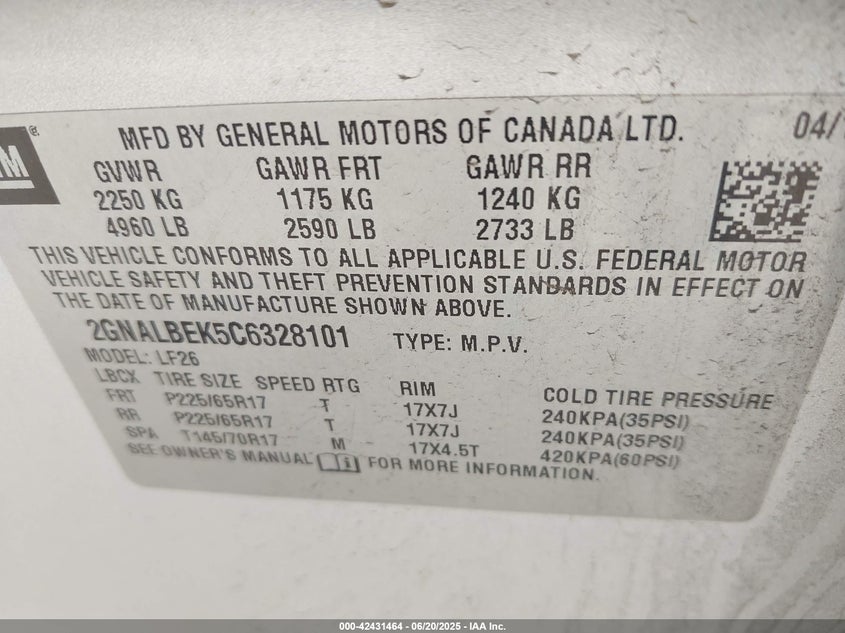 MFD BY GENERAL MOTORS OF CANADA LTD. 04/
GM ®
GVWR GAWR FRT GAWR RR
2250 KG 1175 KG 1240 KG
4960 LB 2590 LB 2733 LB
THIS VEHICLE CONFORMS TO ALL APPLICABLE U.S. FEDERAL MOTOR
VEHICLE SAFETY AND THEFT PREVENTION STANDARDS IN EFFECT ON
THE DATE OF MANUFACTURE SHOWN ABOVE.
2GNALBEK5C6328101 TYPE: M.P.V.
MODEL: LF26
LBCX TIRE SIZE SPEED RTG RIM COLD TIRE PRESSURE
FRT P225/65R17 T 17X7J 240KPA(35PSI)
RR P225/65R17 T 17X7J 240KPA(35PSI)
SPA T145/70R17 M 17X4.5T 420KPA(60PSI)
SEE OWNER'S MANUAL FOR MORE INFORMATION.
000-42431464 - 06/20/2025 - IAA Inc.